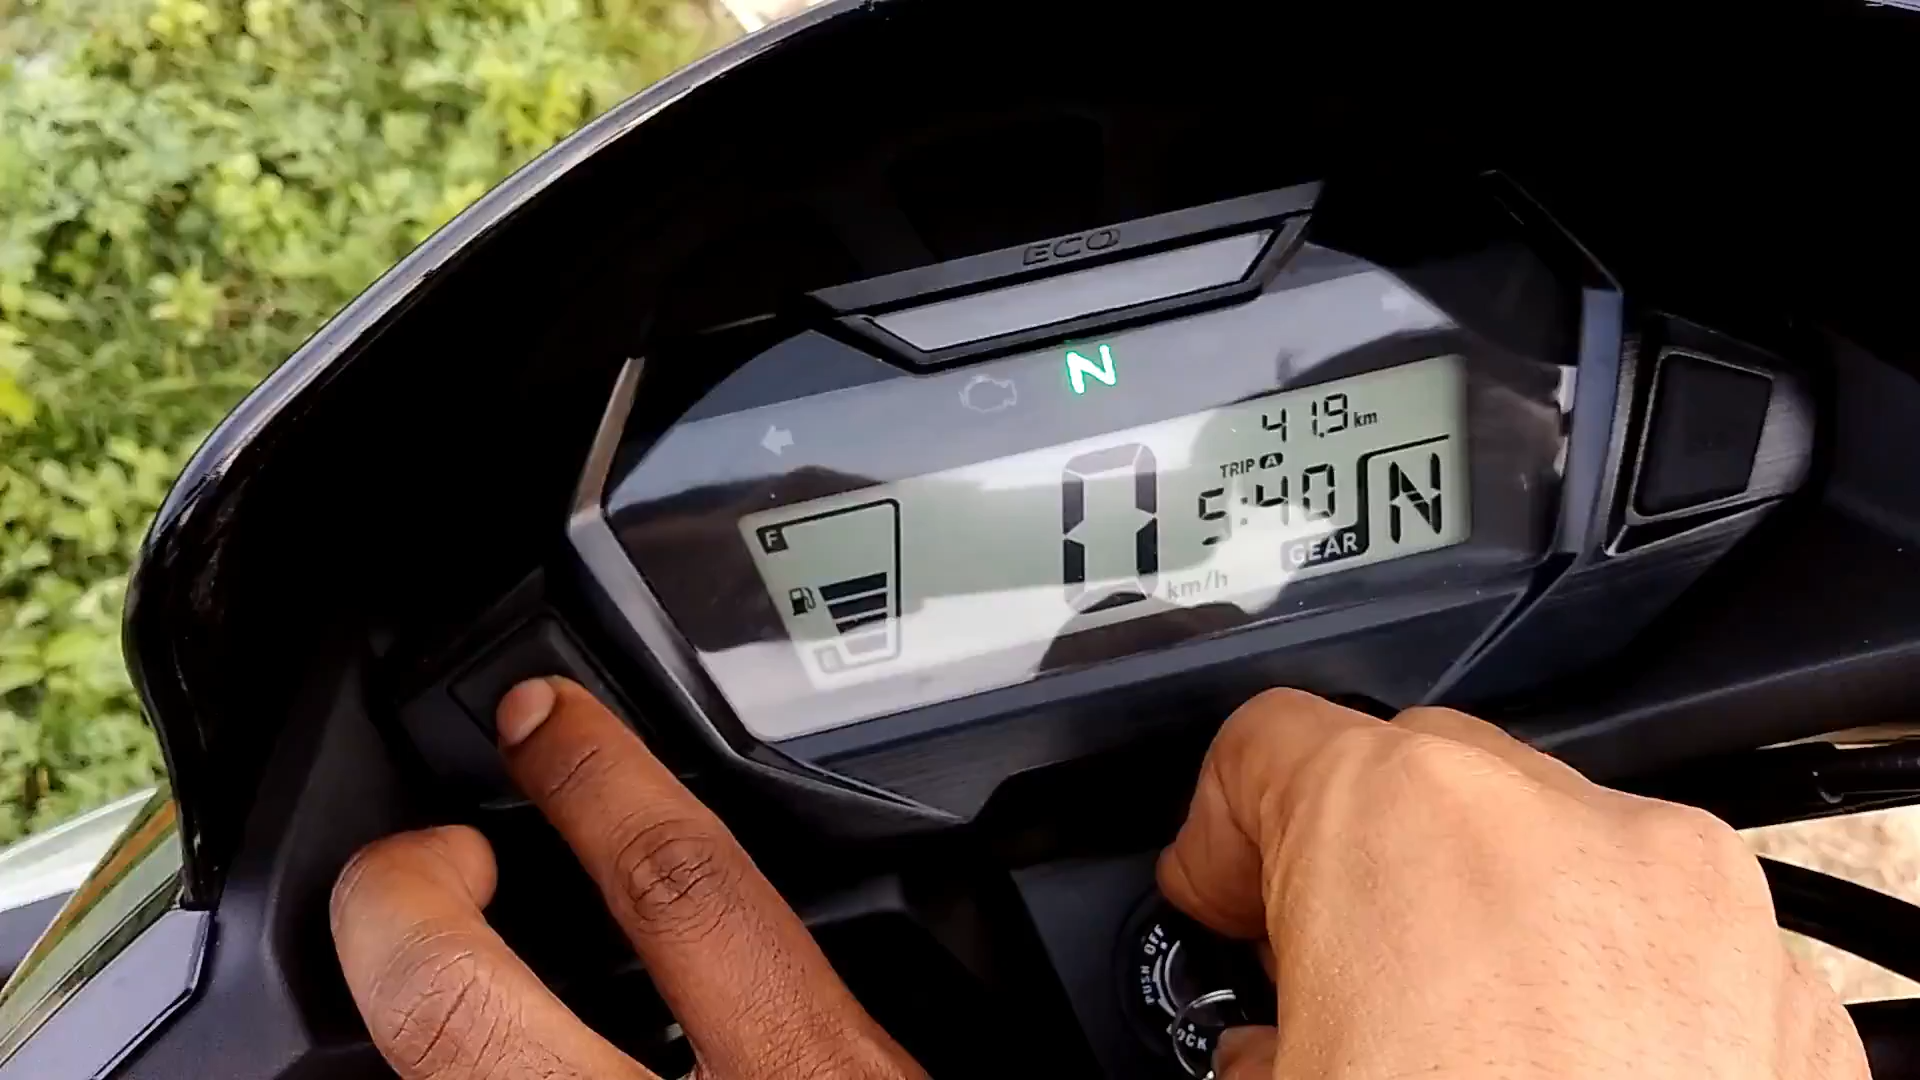 ECO
N
41.9 km
TRIP A
5:40
N
F
0
km/h
GEAR
E
OFF
PUSH
LOCK